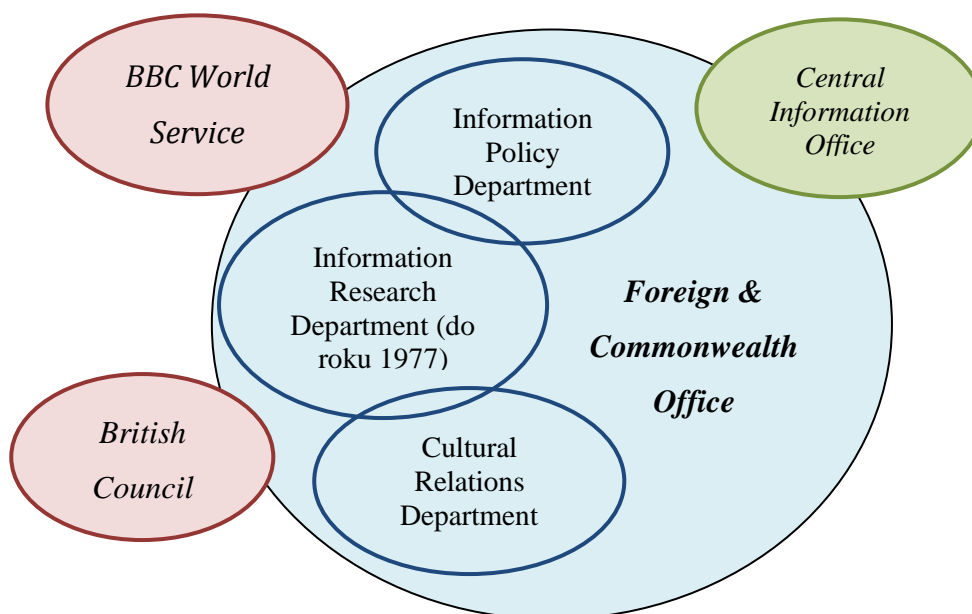 BBC World
Service
Central
Information
Office
Information
Policy
Department
Information
Research
Department (do
roku 1977)
Foreign &
Commonwealth
Office
British
Council
Cultural
Relations
Department